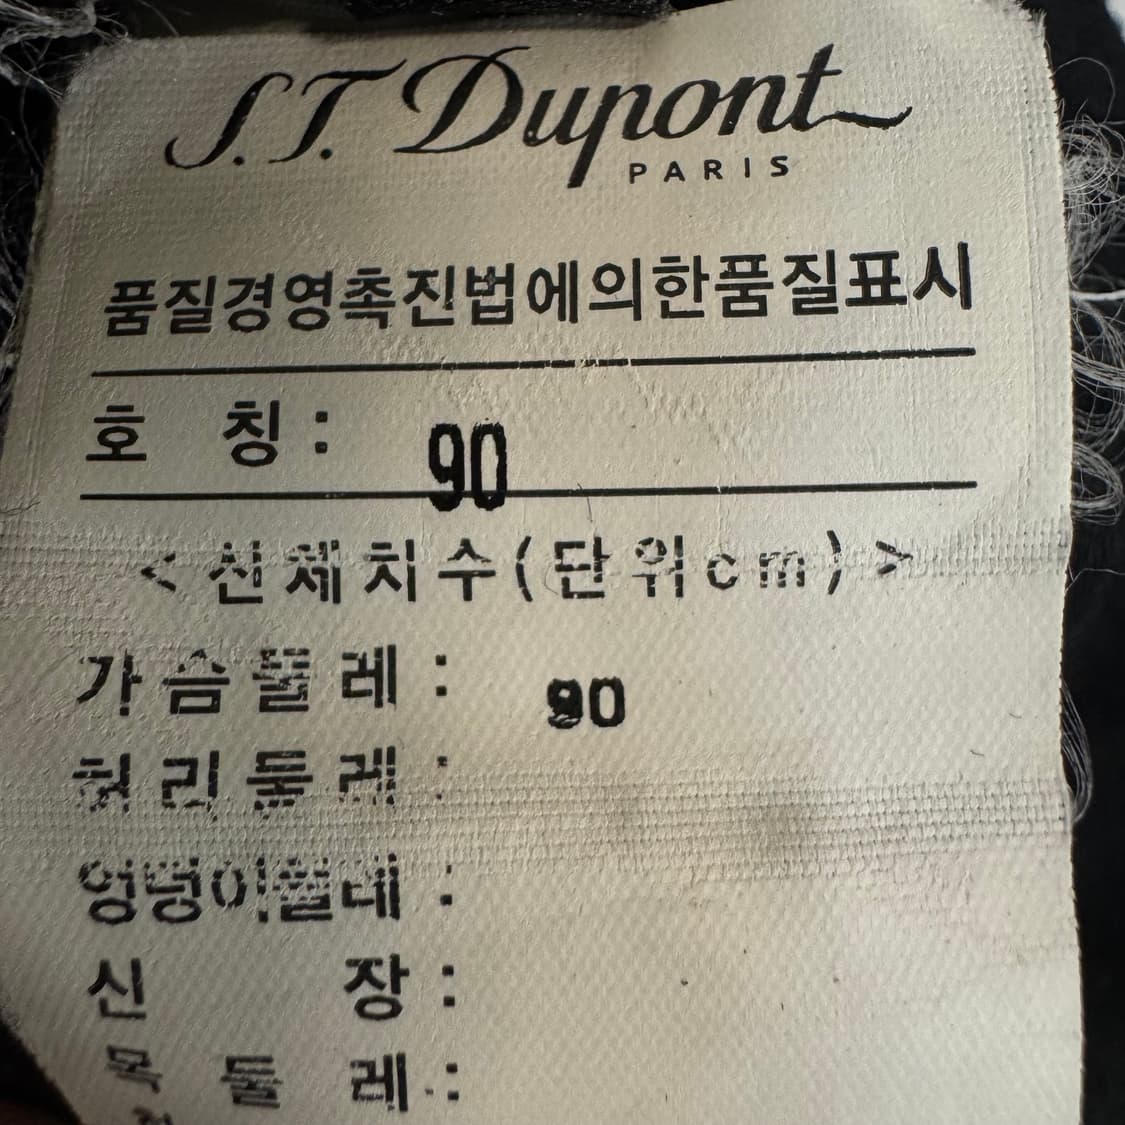 S.T. Dupont
PARIS
품질경영촉진법에의한품질표시
호 칭 : 90
<신체치수(단위cm)>
가슴둘레 : 90
허리둘레 :
엉덩이둘레 :
신 장 :
목 둘 레 :